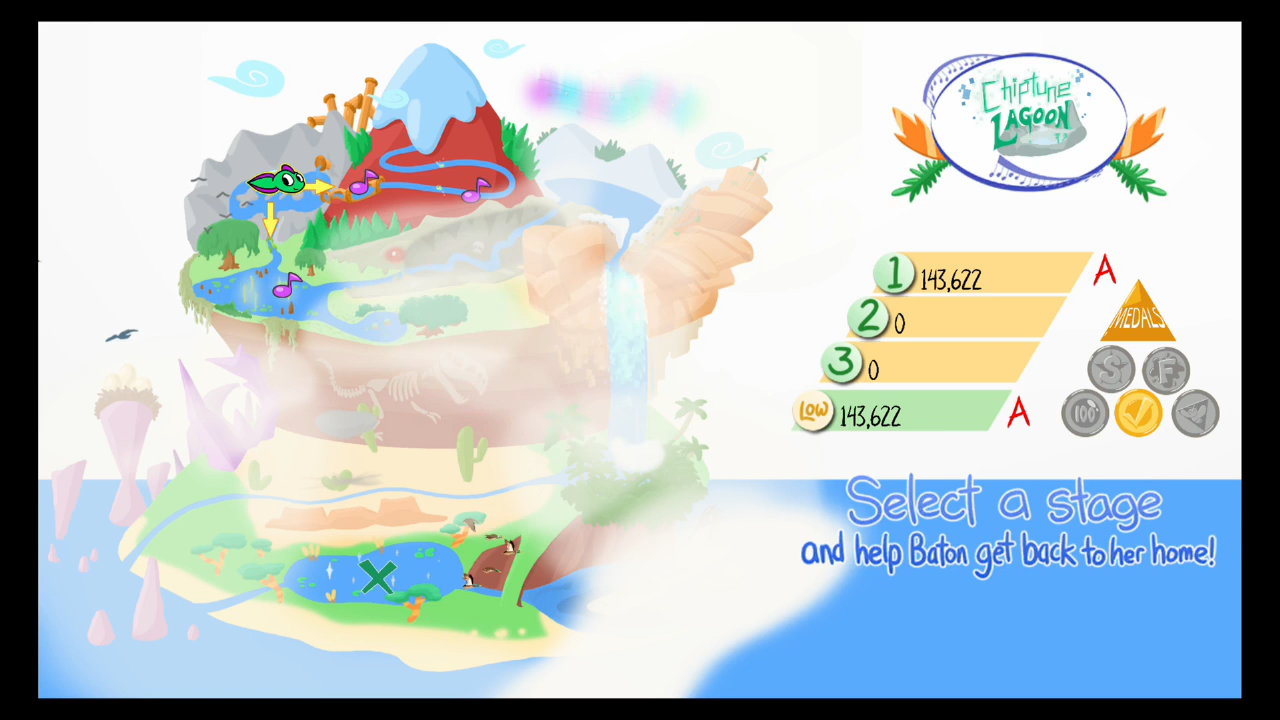 Chiptune
LAGOON
1 143,622 A
2 0
3 0
LOW 143,622 A
MEDALS
S F
100
Select a stage
and help Baton get back to her home!